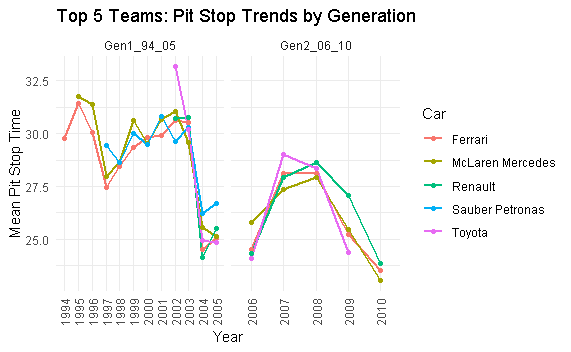 Top 5 Teams: Pit Stop Trends by Generation
Gen1_94_05
Gen2_06_10
Mean Pit Stop Ttime
32.5
30.0
27.5
25.0
1994
1995
1996
1997
1998
1999
2000
2001
2002
2003
2004
2005
2006
2007
2008
2009
2010
Year
Car
Ferrari
McLaren Mercedes
Renault
Sauber Petronas
Toyota